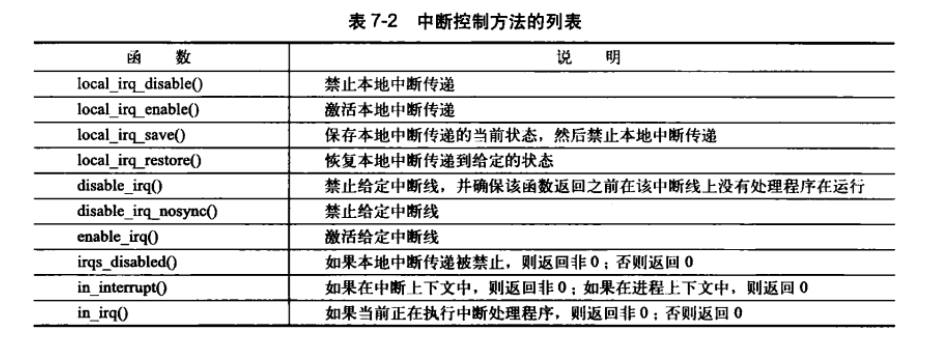 表 7-2 中断控制方法的列表
函 数 说 明
local_irq_disable() 禁止本地中断传递
local_irq_enable() 激活本地中断传递
local_irq_save() 保存本地中断传递的当前状态，然后禁止本地中断传递
local_irq_restore() 恢复本地中断传递到给定的状态
disable_irq() 禁止给定中断线，并确保该函数返回之前在该中断线上没有处理程序在运行
disable_irq_nosync() 禁止给定中断线
enable_irq() 激活给定中断线
irqs_disabled() 如果本地中断传递被禁止，则返回非 0；否则返回 0
in_interrupt() 如果在中断上下文中，则返回非 0；如果在进程上下文中，则返回 0
in_irq() 如果当前正在执行中断处理程序，则返回非 0；否则返回 0